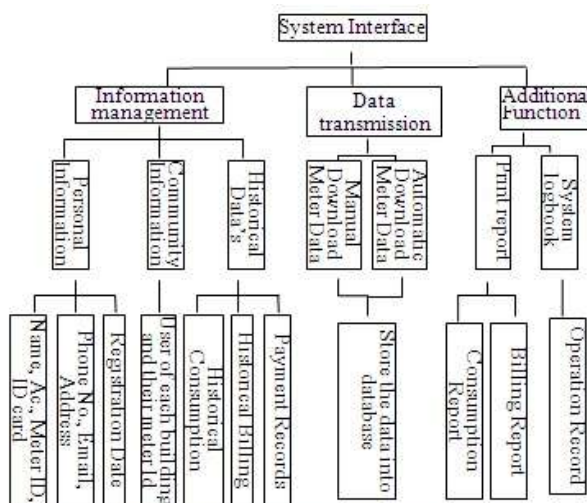 System Interface
Information
management
Data
transmission
Additiona
Function
Personal
Information
Community
Information
Historical
Data's
Manual
Download
Meter Data
Automatic
Download
Meter Data
Print report
System
logbook
Name, Ac., Meter ID,
ID card
Phone No., Email,
Address
Registration Date
User of each building
and their meter Id
Historical
Consumption
Historical Billing
Payment Records
Store the data into
database
Consumption
Report
Billing Report
Operation Record